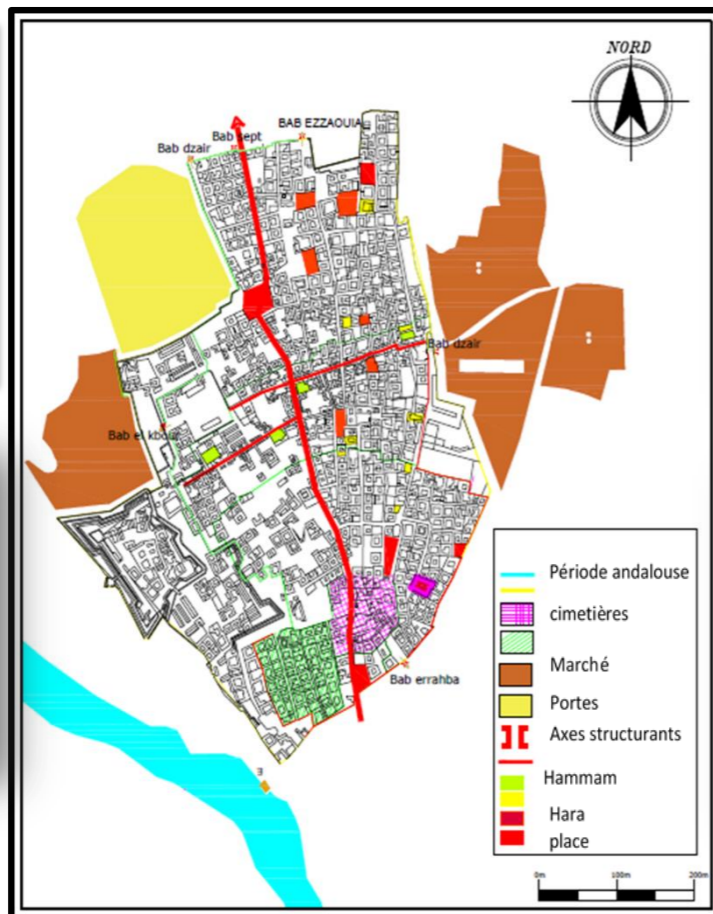 NORD
BAB EZZAOUIA
Bab sept
Bab dzair
Bab dzair
Bab el kbour
Bab errahba
Période andalouse
cimetières
Marché
Portes
Axes structurants
Hammam
Hara
place
0m 100m 200m